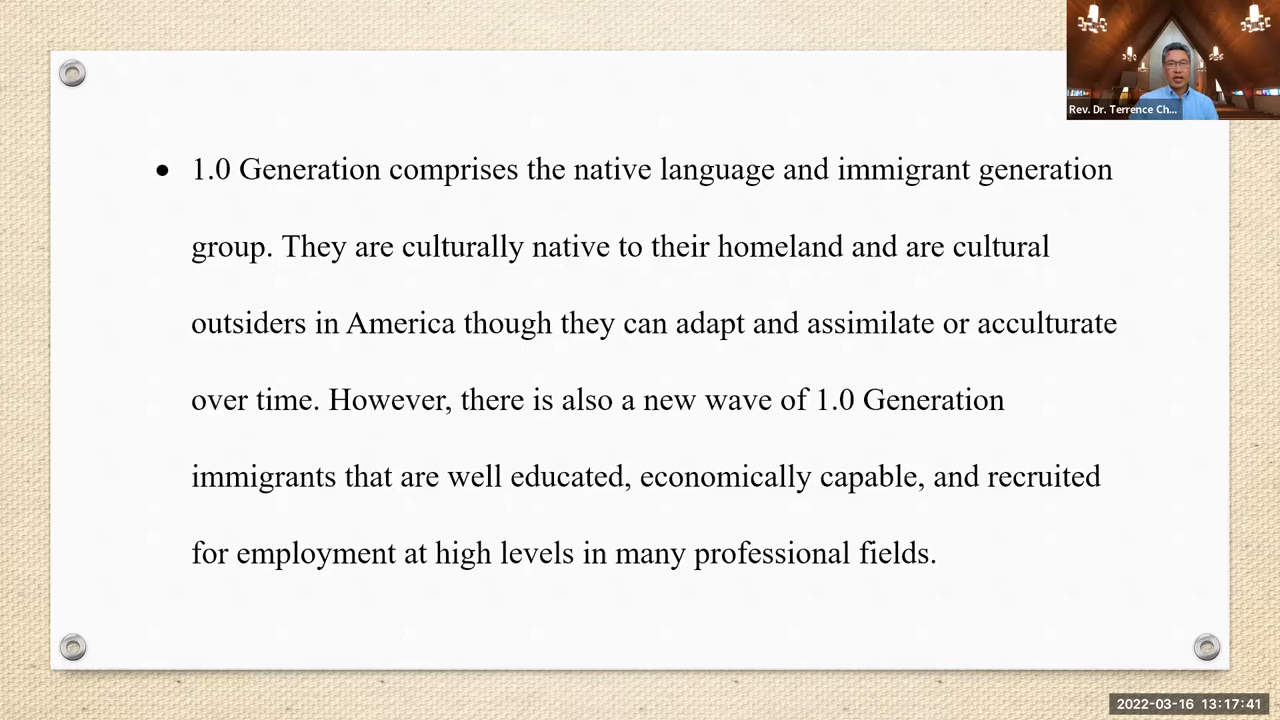 Rev. Dr. Terrence Ch...
• 1.0 Generation comprises the native language and immigrant generation
group. They are culturally native to their homeland and are cultural
outsiders in America though they can adapt and assimilate or acculturate
over time. However, there is also a new wave of 1.0 Generation
immigrants that are well educated, economically capable, and recruited
for employment at high levels in many professional fields.
2022-03-16 13:17:41